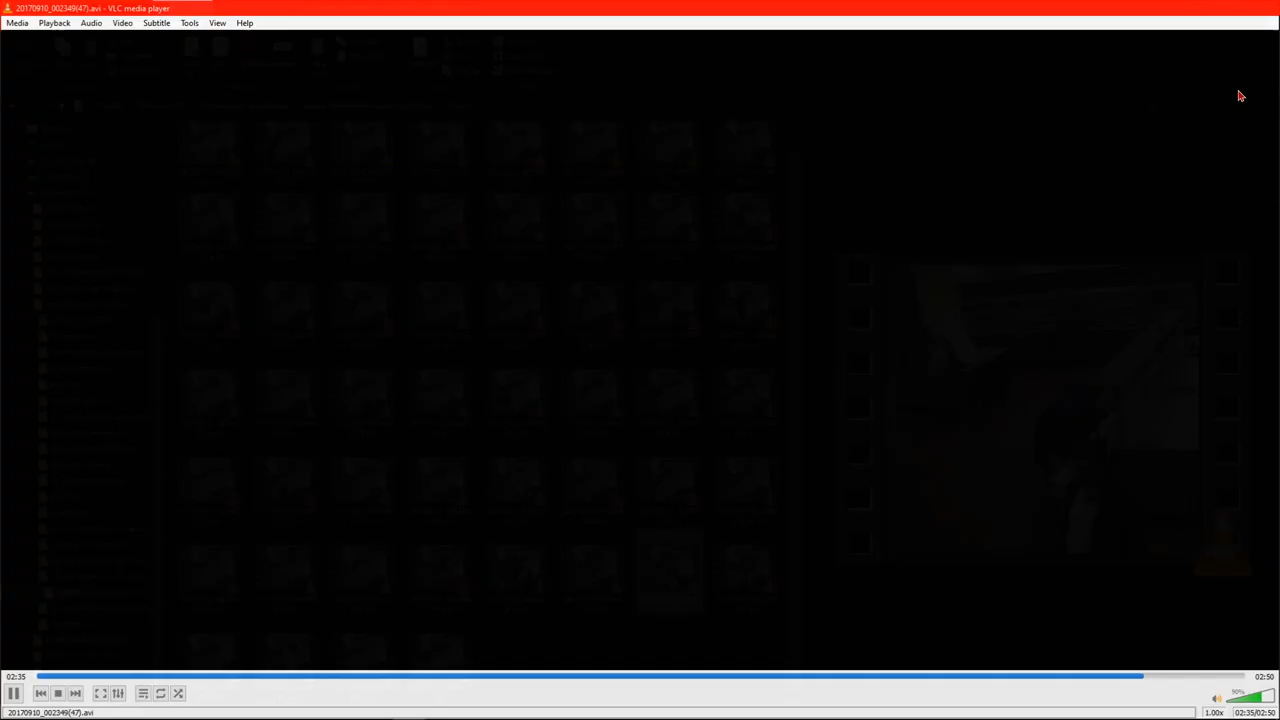 20170910_002349(47).avi - VLC media player
Media Playback Audio Video Subtitle Tools View Help
02:35 02:50
90%
20170910_002349(47).avi 1.00x 02:35/02:50